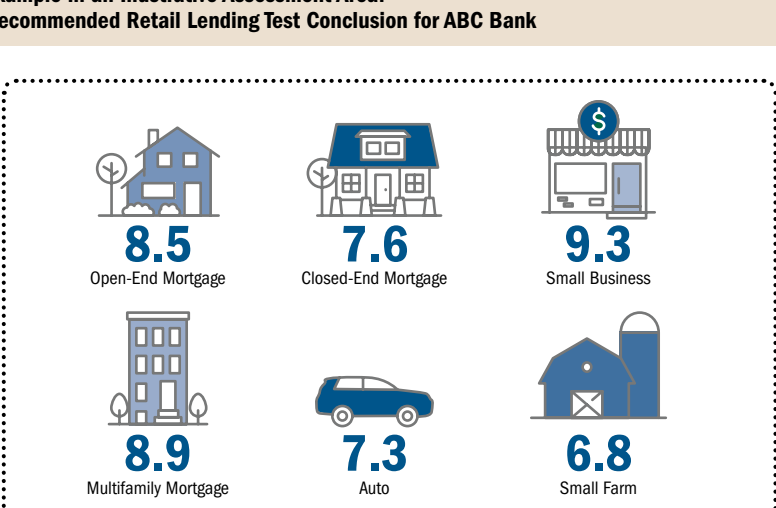 Recommended Retail Lending Test Conclusion for ABC Bank
$
8.5
7.6
9.3
Open-End Mortgage
Closed-End Mortgage
Small Business
8.9
7.3
6.8
Multifamily Mortgage
Auto
Small Farm